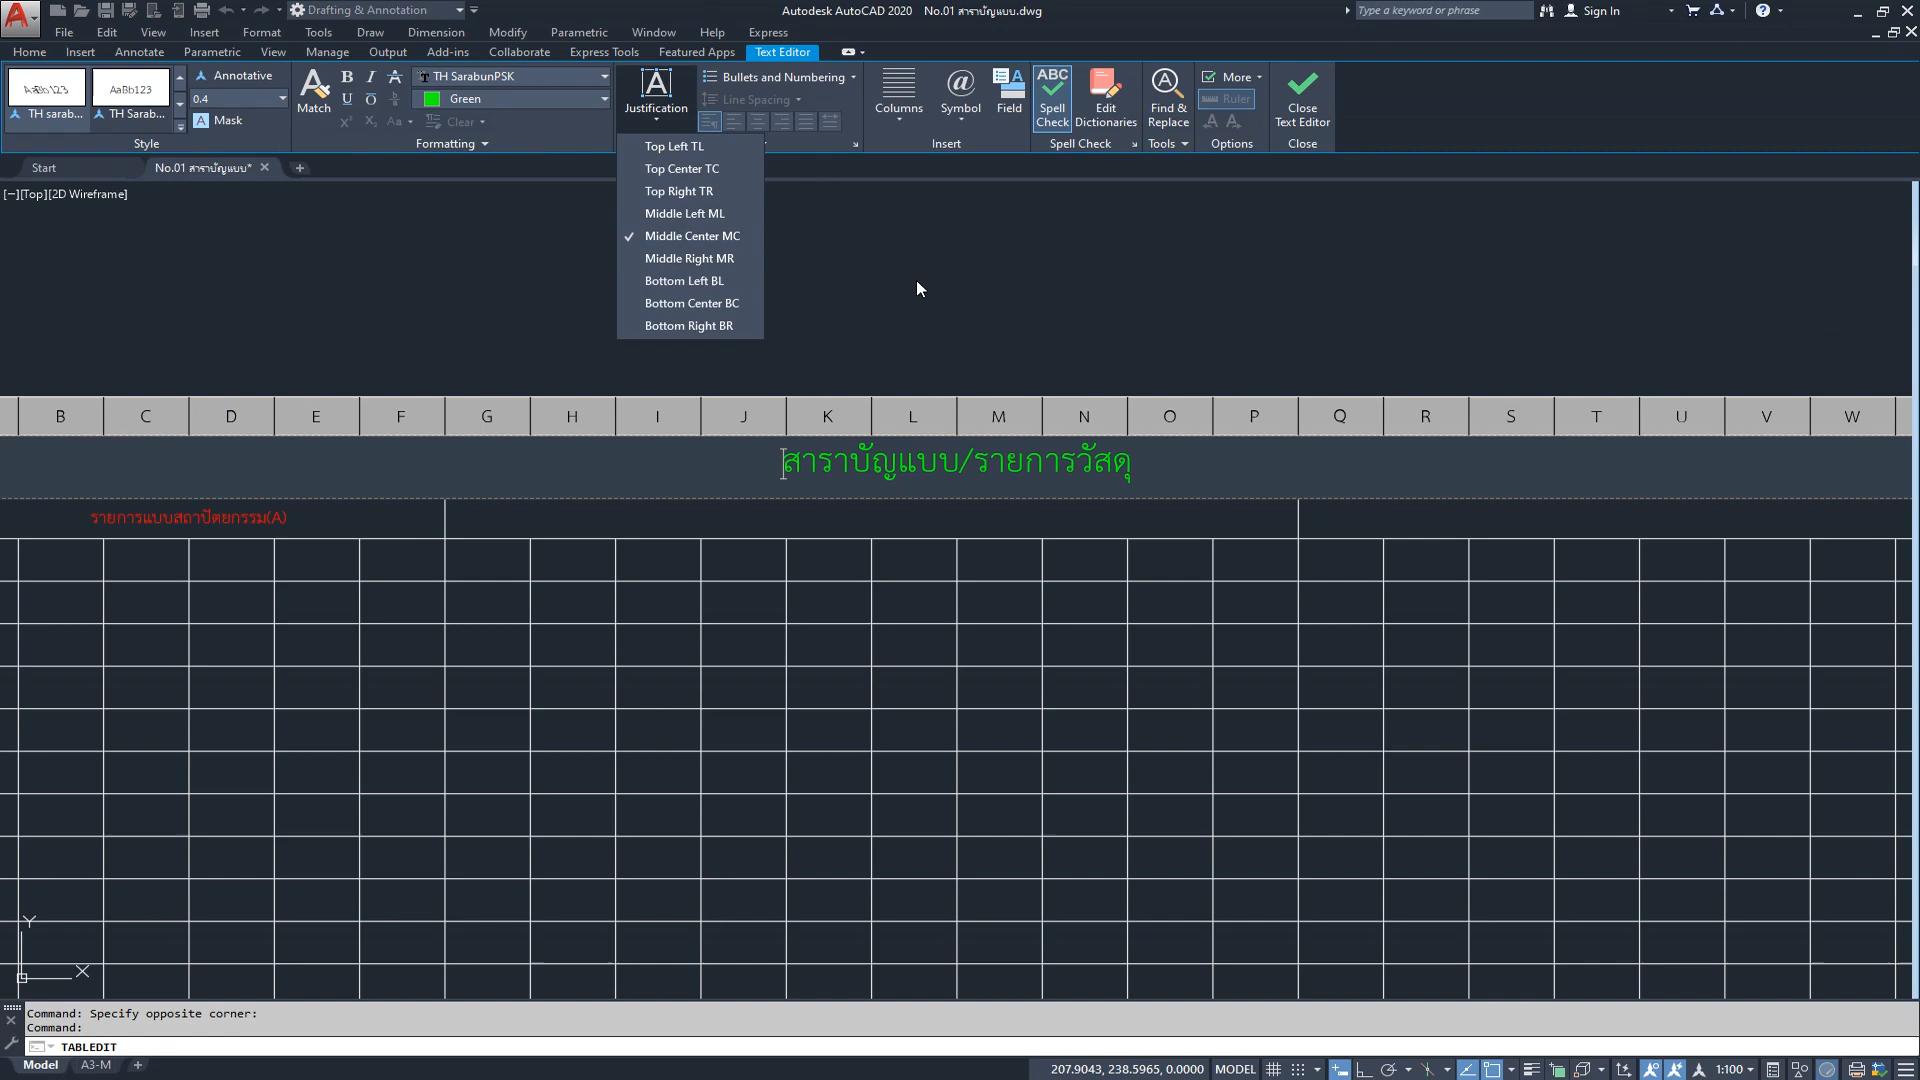 Drafting & Annotation
Autodesk AutoCAD 2020 No.01 สาราบัญแบบ.dwg
Type a keyword or phrase
Sign In
File Edit View Insert Format Tools Draw Dimension Modify Parametric Window Help Express
Home Insert Annotate Parametric View Manage Output Add-ins Collaborate Express Tools Featured Apps Text Editor
AaBb123 AaBb123
TH sarab... TH Sarab...
Annotative
0.4
Mask
Style
Match
TH SarabunPSK
Green
Clear
Formatting
Justification
Bullets and Numbering
Line Spacing
Columns Symbol Field
Insert
ABC
Spell Check
Edit Dictionaries
Spell Check
Find & Replace
Tools
More
Ruler
Options
Close Text Editor
Close
Top Left TL
Top Center TC
Top Right TR
Middle Left ML
Middle Center MC
Middle Right MR
Bottom Left BL
Bottom Center BC
Bottom Right BR
Start No.01 สาราบัญแบบ*
[−][Top][2D Wireframe]
B C D E F G H I J K L M N O P Q R S T U V W
สาราบัญแบบ/รายการวัสดุ
รายการแบบสถาปัตยกรรม(A)
Y
X
Command: Specify opposite corner:
Command:
TABLEDIT
Model A3-M
207.9043, 238.5965, 0.0000 MODEL
1:100